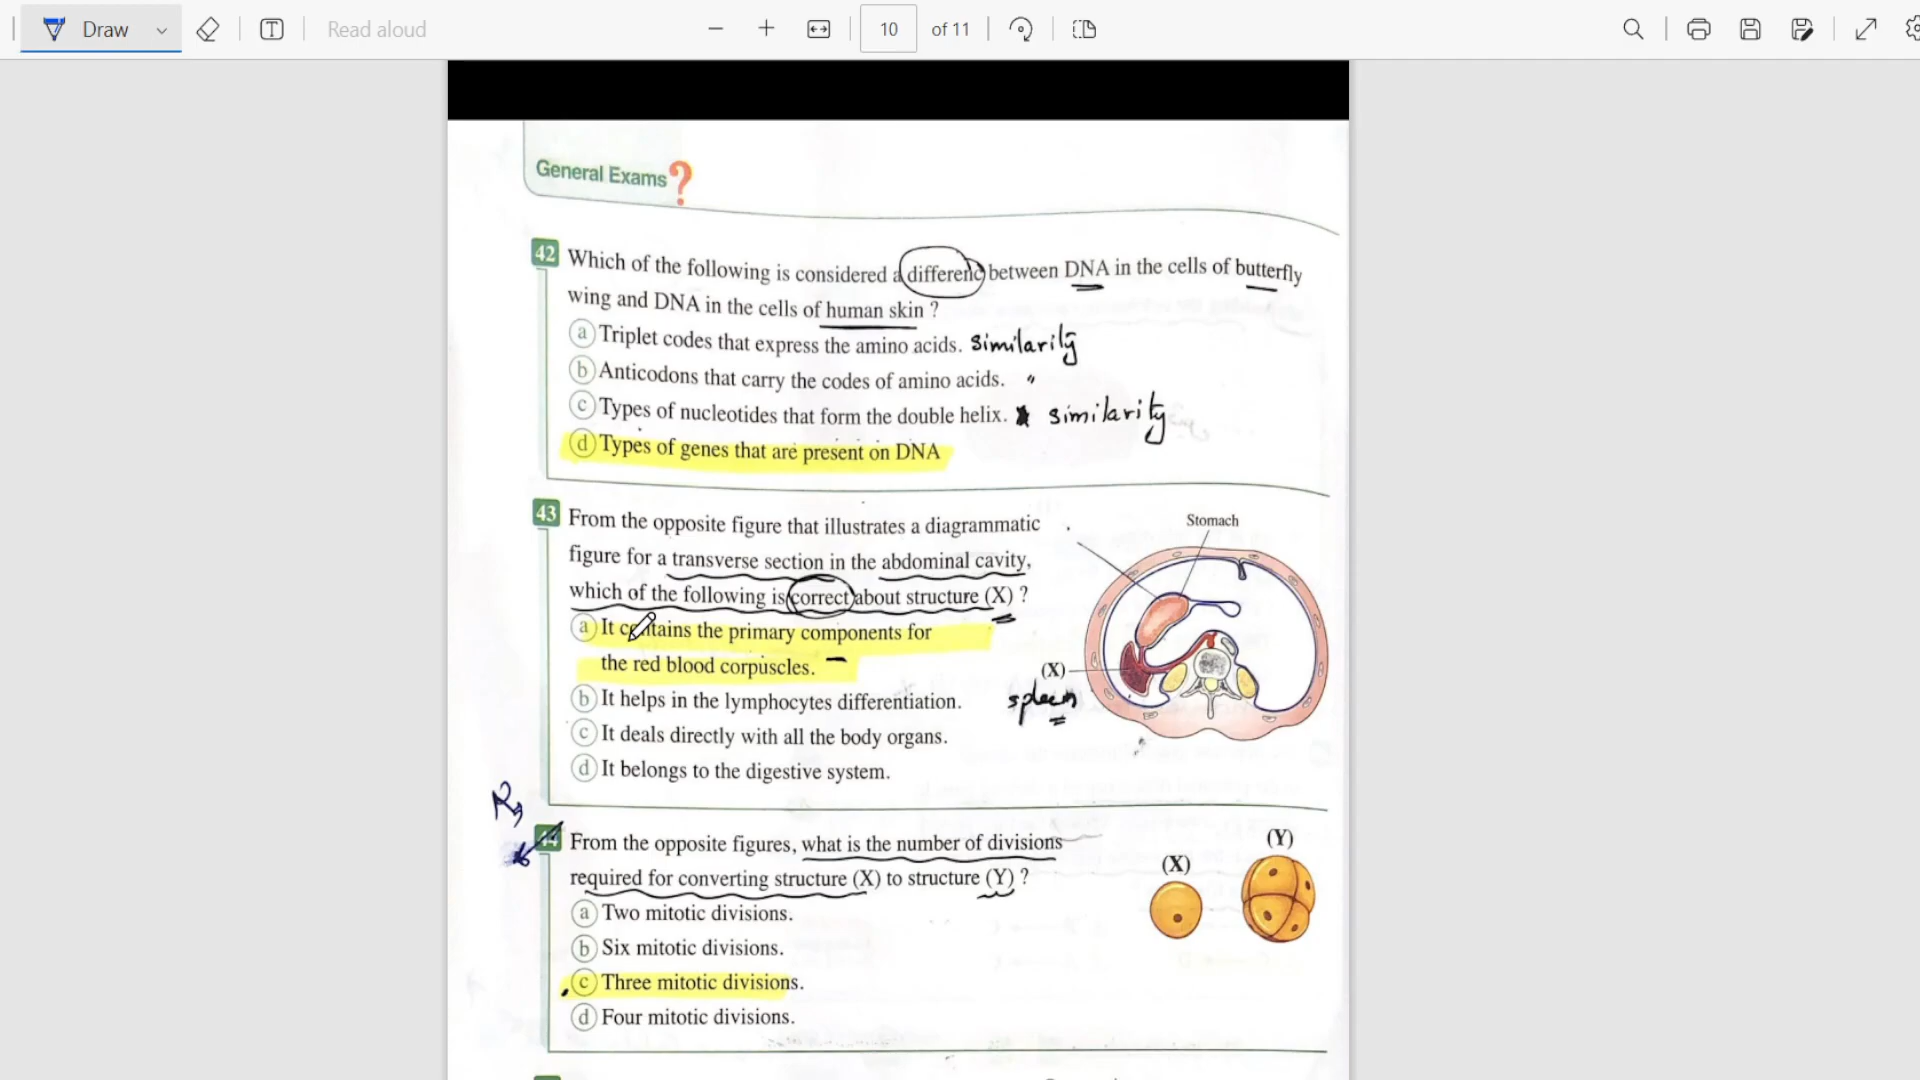 Draw
Read aloud
10 of 11
General Exams ?
42 Which of the following is considered a differenc between DNA in the cells of butterfly
wing and DNA in the cells of human skin ?
a Triplet codes that express the amino acids. similarity
b Anticodons that carry the codes of amino acids. "
c Types of nucleotides that form the double helix. similarity
d Types of genes that are present on DNA
43 From the opposite figure that illustrates a diagrammatic
figure for a transverse section in the abdominal cavity,
which of the following is correct about structure (X) ?
a It contains the primary components for
the red blood corpuscles.
b It helps in the lymphocytes differentiation.
c It deals directly with all the body organs.
d It belongs to the digestive system.
Stomach
(X)
spleen
44 From the opposite figures, what is the number of divisions
required for converting structure (X) to structure (Y) ?
a Two mitotic divisions.
b Six mitotic divisions.
c Three mitotic divisions.
d Four mitotic divisions.
(X)
(Y)